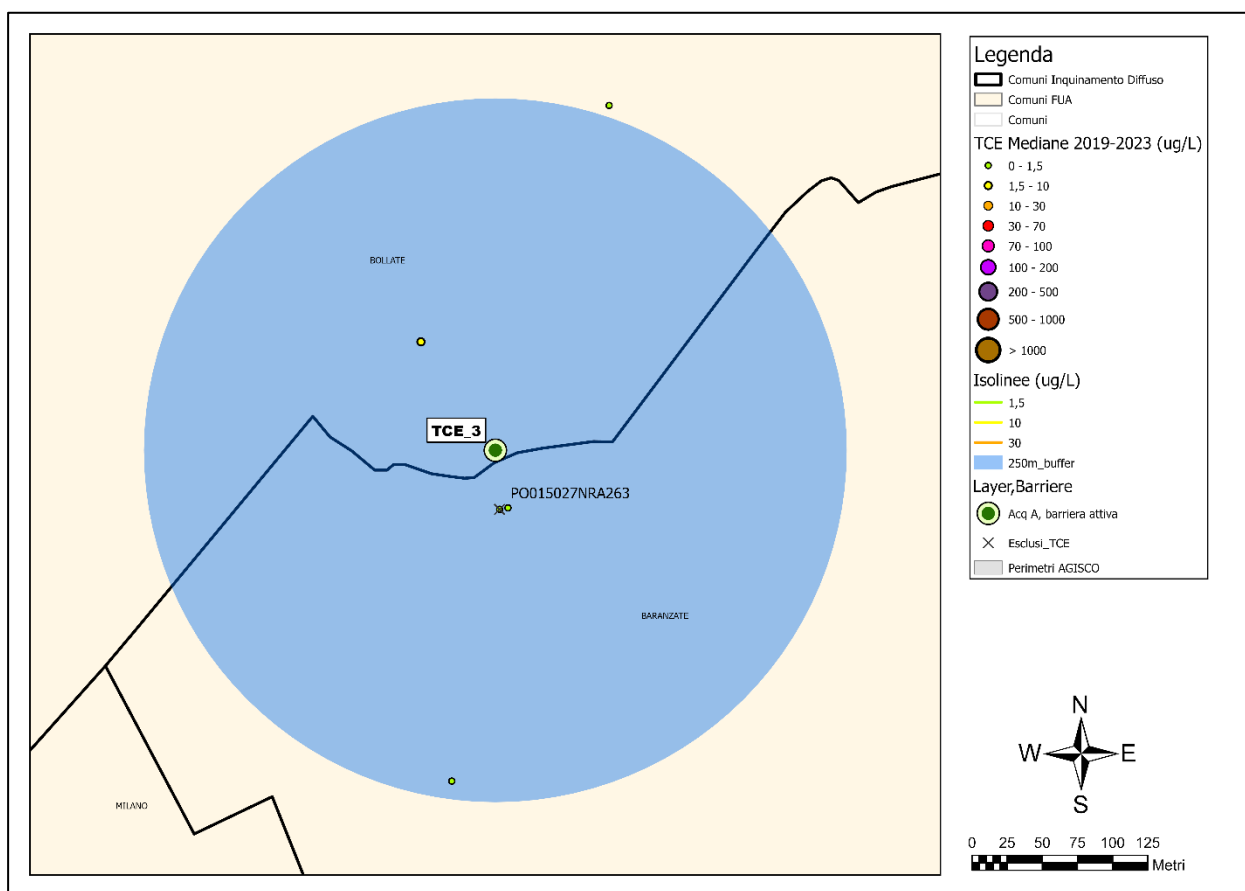 BOLLATE
TCE_3
PO015027NRA263
BARANZATE
MILANO
Legenda
Comuni Inquinamento Diffuso
Comuni FUA
Comuni
TCE Mediane 2019-2023 (ug/L)
0 - 1,5
1,5 - 10
10 - 30
30 - 70
70 - 100
100 - 200
200 - 500
500 - 1000
> 1000
Isolinee (ug/L)
1,5
10
30
250m_buffer
Layer,Barriere
Acq A, barriera attiva
Esclusi_TCE
Perimetri AGISCO
N
W E
S
0 25 50 75 100 125
Metri